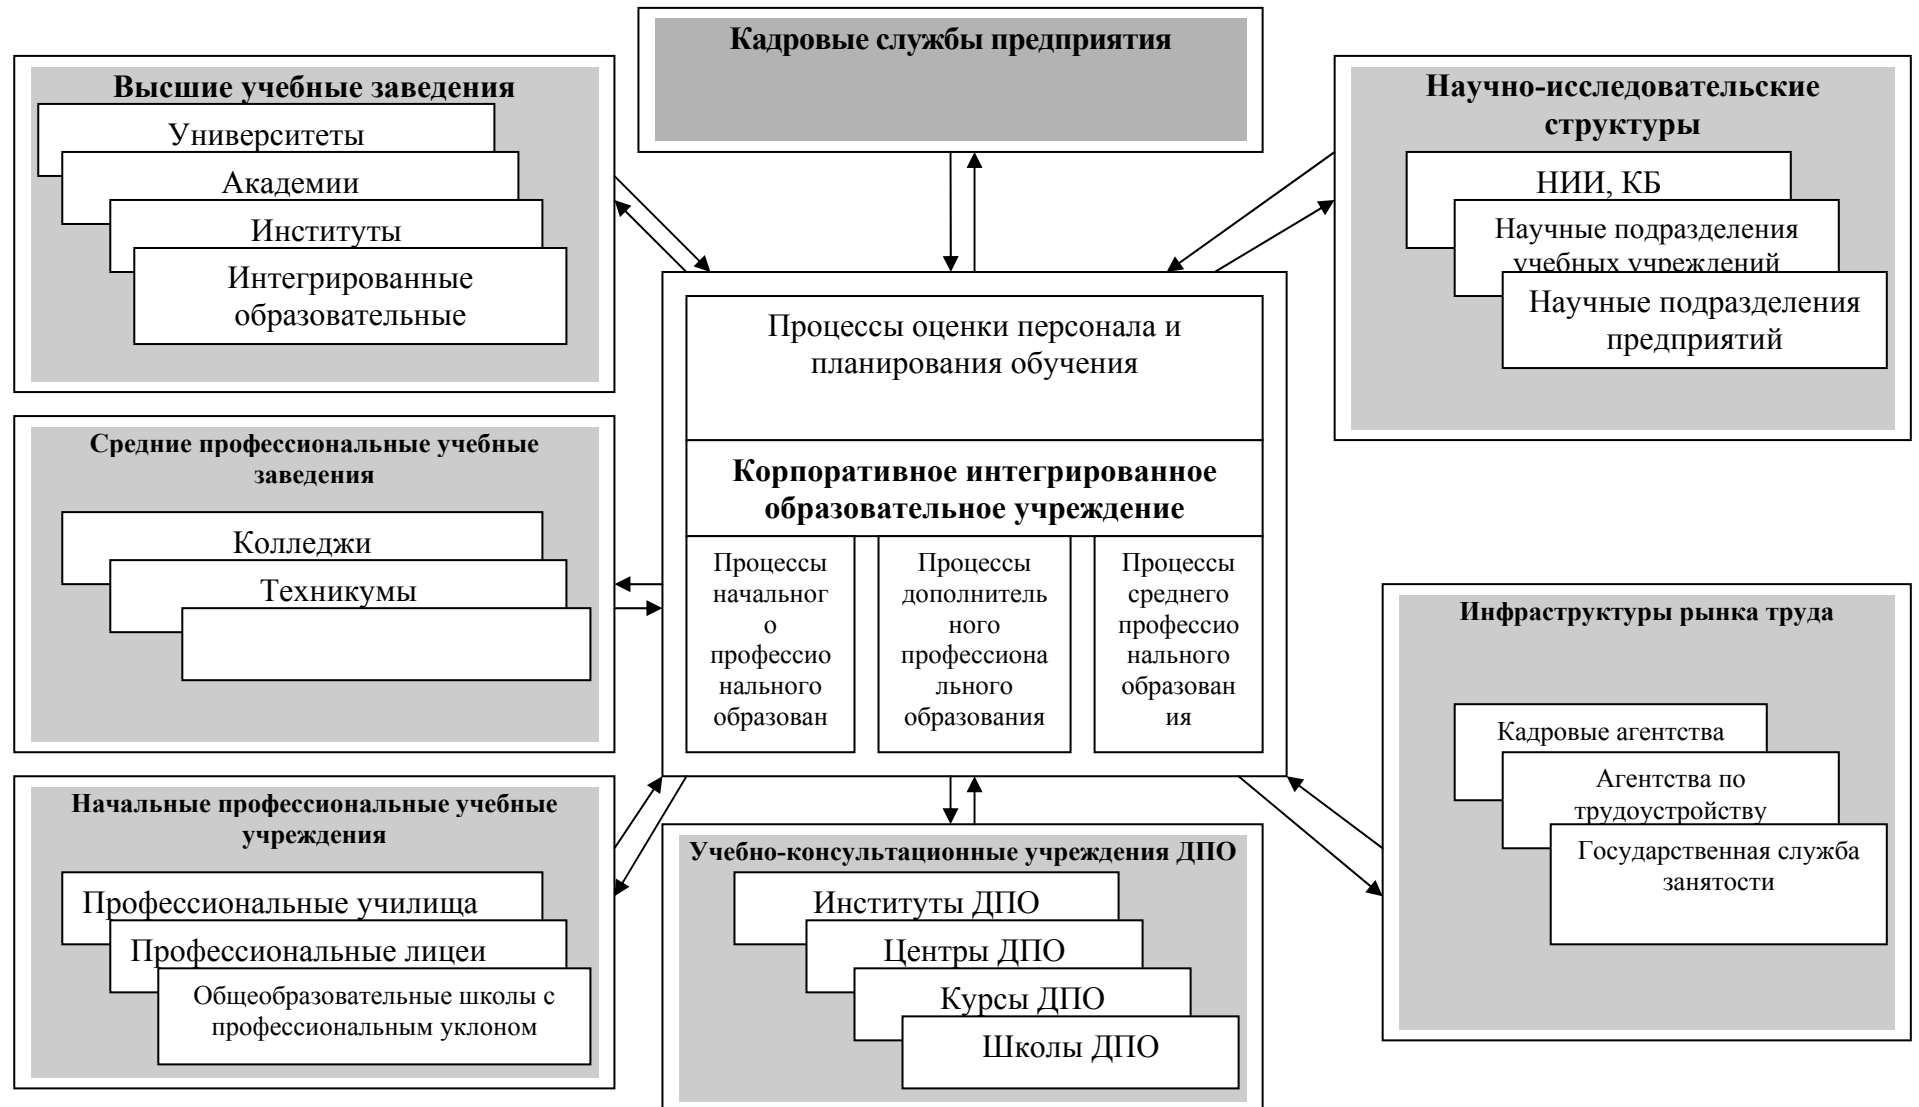 Кадровые службы предприятия
Высшие учебные заведения
Университеты
Академии
Институты
Интегрированные
образовательные
Научно-исследовательские
структуры
НИИ, КБ
Научные подразделения
учебных учреждений
Научные подразделения
предприятий
Процессы оценки персонала и
планирования обучения
Корпоративное интегрированное
образовательное учреждение
Процессы
начальног
о
профессио
нального
образован
Процессы
дополнитель
ного
профессиона
льного
образования
Процессы
среднего
профессио
нального
образован
ия
Средние профессиональные учебные
заведения
Колледжи
Техникумы
Инфраструктуры рынка труда
Кадровые агентства
Агентства по
трудоустройству
Государственная служба
занятости
Начальные профессиональные учебные
учреждения
Профессиональные училища
Профессиональные лицеи
Общеобразовательные школы с
профессиональным уклоном
Учебно-консультационные учреждения ДПО
Институты ДПО
Центры ДПО
Курсы ДПО
Школы ДПО